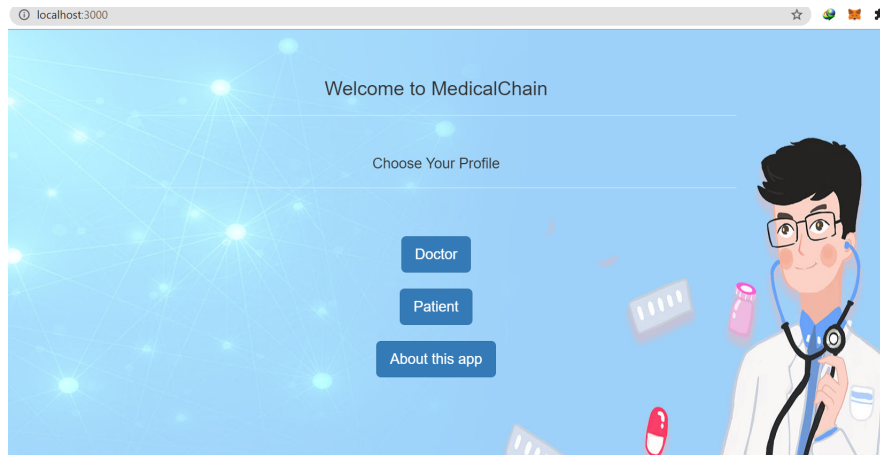 localhost:3000
Welcome to MedicalChain
Choose Your Profile
Doctor
Patient
About this app